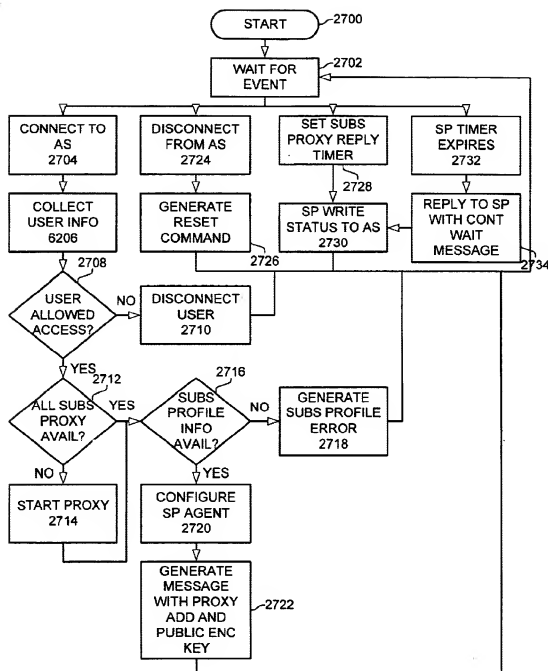 START
2700
WAIT FOR
EVENT
2702
CONNECT TO
AS
2704
DISCONNECT
FROM AS
2724
SET SUBS
PROXY REPLY
TIMER
2728
SP TIMER
EXPIRES
2732
COLLECT
USER INFO
6206
GENERATE
RESET
COMMAND
2726
SP WRITE
STATUS TO AS
2730
REPLY TO SP
WITH CONT
WAIT
MESSAGE
2734
2708
USER
ALLOWED
ACCESS?
NO
DISCONNECT
USER
2710
YES
2712
ALL SUBS
PROXY
AVAIL?
YES
2716
SUBS
PROFILE
INFO
AVAIL?
NO
GENERATE
SUBS PROFILE
ERROR
2718
NO
YES
START PROXY
2714
CONFIGURE
SP AGENT
2720
GENERATE
MESSAGE
WITH PROXY
ADD AND
PUBLIC ENC
KEY
2722